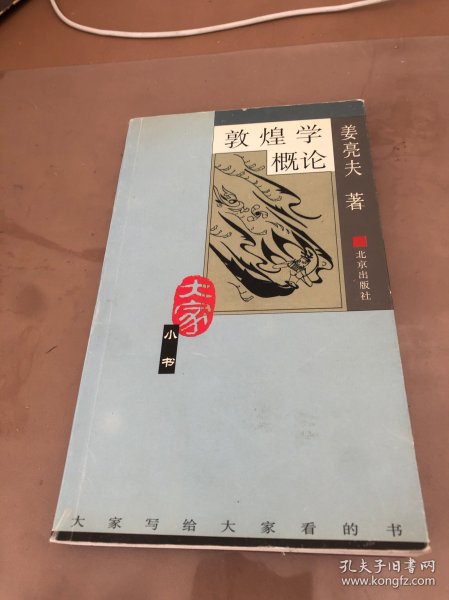 敦煌学
概论
姜亮夫 著
北京出版社
大家
小书
大家写给大家看的书
孔夫子旧书网
www.kongfz.com